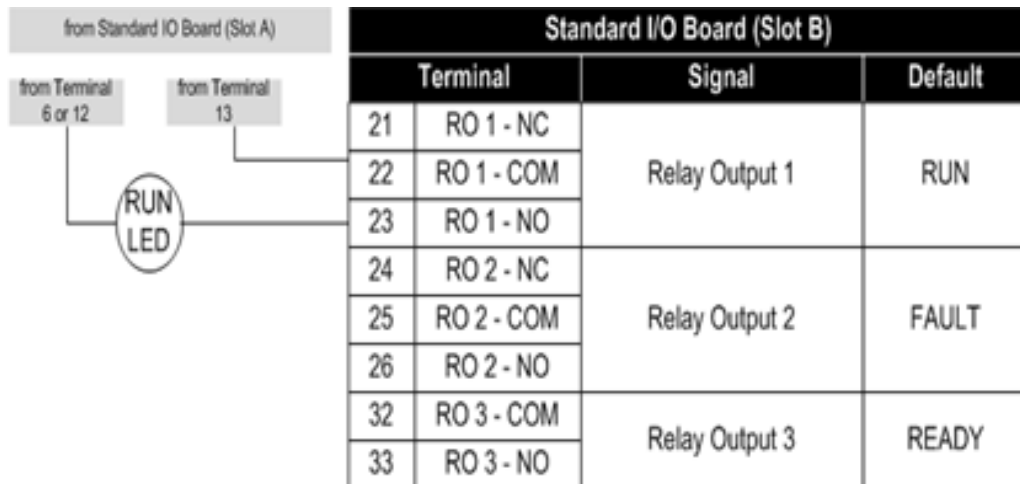 from Standard IO Board (Slot A)
from Terminal
6 or 12
from Terminal
13
RUN
LED
Standard I/O Board (Slot B)
Terminal Signal Default
21 RO 1 - NC
22 RO 1 - COM Relay Output 1 RUN
23 RO 1 - NO
24 RO 2 - NC
25 RO 2 - COM Relay Output 2 FAULT
26 RO 2 - NO
32 RO 3 - COM
Relay Output 3 READY
33 RO 3 - NO